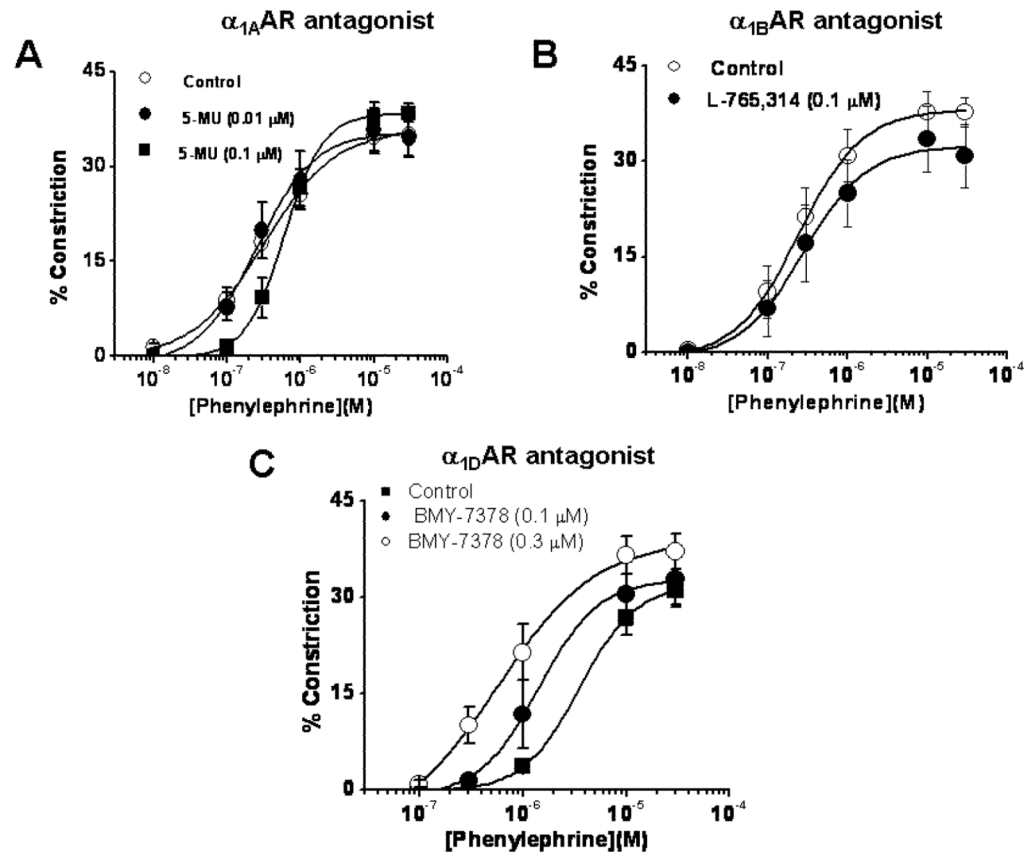 α1AAR antagonist
A
45
30
15
0
% Constriction
Control
5-MU (0.01 μM)
5-MU (0.1 μM)
10-8
10-7
10-6
10-5
10-4
[Phenylephrine](M)
α1BAR antagonist
B
45
30
15
0
% Constriction
Control
L-765,314 (0.1 μM)
10-8
10-7
10-6
10-5
10-4
[Phenylephrine](M)
α1DAR antagonist
C
45
30
15
0
% Constriction
Control
BMY-7378 (0.1 μM)
BMY-7378 (0.3 μM)
10-7
10-6
10-5
10-4
[Phenylephrine](M)